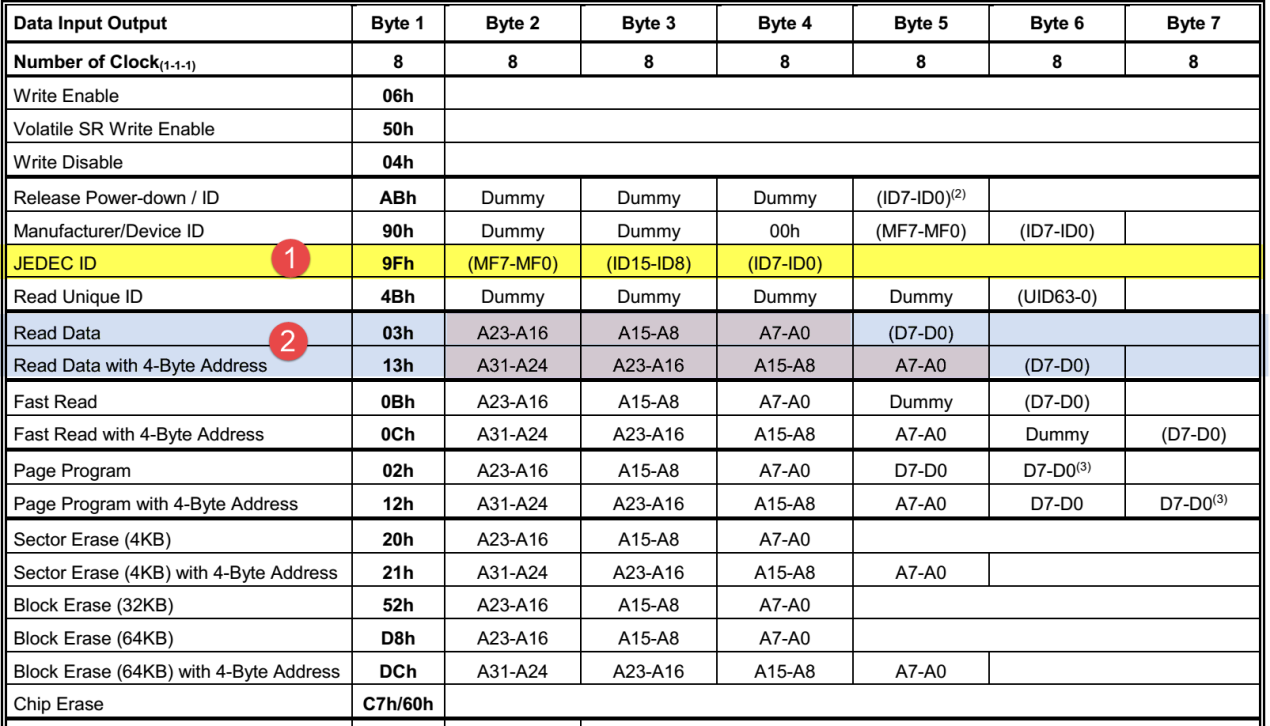 Data Input Output Byte 1 Byte 2 Byte 3 Byte 4 Byte 5 Byte 6 Byte 7
Number of Clock(1-1-1) 8 8 8 8 8 8 8
Write Enable 06h
Volatile SR Write Enable 50h
Write Disable 04h
Release Power-down / ID ABh Dummy Dummy Dummy (ID7-ID0)(2)
Manufacturer/Device ID 90h Dummy Dummy 00h (MF7-MF0) (ID7-ID0)
JEDEC ID 1 9Fh (MF7-MF0) (ID15-ID8) (ID7-ID0)
Read Unique ID 4Bh Dummy Dummy Dummy Dummy (UID63-0)
Read Data 2 03h A23-A16 A15-A8 A7-A0 (D7-D0)
Read Data with 4-Byte Address 13h A31-A24 A23-A16 A15-A8 A7-A0 (D7-D0)
Fast Read 0Bh A23-A16 A15-A8 A7-A0 Dummy (D7-D0)
Fast Read with 4-Byte Address 0Ch A31-A24 A23-A16 A15-A8 A7-A0 Dummy (D7-D0)
Page Program 02h A23-A16 A15-A8 A7-A0 D7-D0 D7-D0(3)
Page Program with 4-Byte Address 12h A31-A24 A23-A16 A15-A8 A7-A0 D7-D0 D7-D0(3)
Sector Erase (4KB) 20h A23-A16 A15-A8 A7-A0
Sector Erase (4KB) with 4-Byte Address 21h A31-A24 A23-A16 A15-A8 A7-A0
Block Erase (32KB) 52h A23-A16 A15-A8 A7-A0
Block Erase (64KB) D8h A23-A16 A15-A8 A7-A0
Block Erase (64KB) with 4-Byte Address DCh A31-A24 A23-A16 A15-A8 A7-A0
Chip Erase C7h/60h